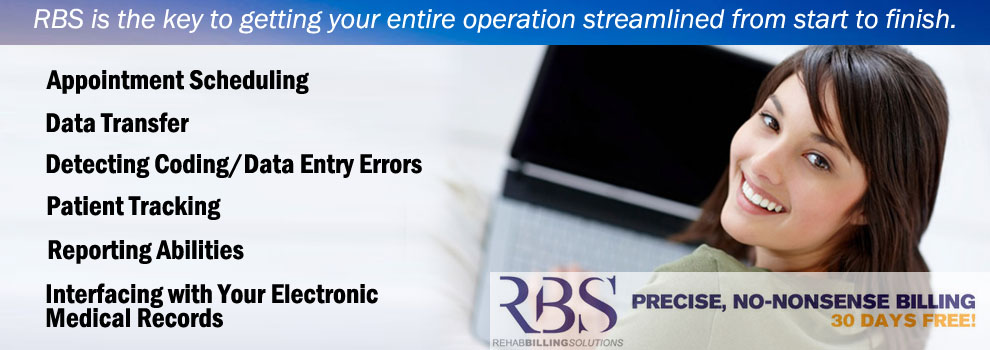 RBS is the key to getting your entire operation streamlined from start to finish.
Appointment Scheduling
Data Transfer
Detecting Coding/Data Entry Errors
Patient Tracking
Reporting Abilities
Interfacing with Your Electronic
Medical Records
RBS
REHABBILLINGSOLUTIONS
PRECISE, NO-NONSENSE BILLING
30 DAYS FREE!